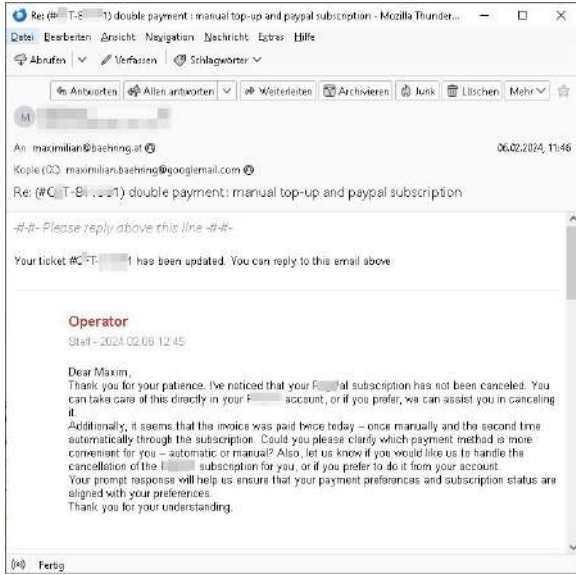 Re: (# T- 1) double payment : manual top-up and paypal subscription - Mozilla Thunder...
Datei Bearbeiten Ansicht Navigation Nachricht Extras Hilfe
Abrufen Verfassen Schlagwörter
Antworten Allen antworten Weiterleiten Archivieren Junk Löschen Mehr
M
An maximilian@baehring.at 06.02.2024, 11:46
Kopie (CC) maximilian.baehring@googlemail.com
Re: (# T- 1) double payment : manual top-up and paypal subscription
-#-#- Please reply above this line -#-#-
Your ticket # T- 1 has been updated. You can reply to this email above
Operator
Staff - 2024.02.06 12:45
Dear Maxim,
Thank you for your patience. I've noticed that your P al subscription has not been canceled. You
can take care of this directly in your account, or if you prefer, we can assist you in canceling
it.
Additionally, it seems that the invoice was paid twice today – once manually and the second time
automatically through the subscription. Could you please clarify which payment method is more
convenient for you – automatic or manual? Also, let us know if you would like us to handle the
cancellation of the subscription for you, or if you prefer to do it from your account.
Your prompt response will help us ensure that your payment preferences and subscription status are
aligned with your preferences.
Thank you for your understanding.
Fertig